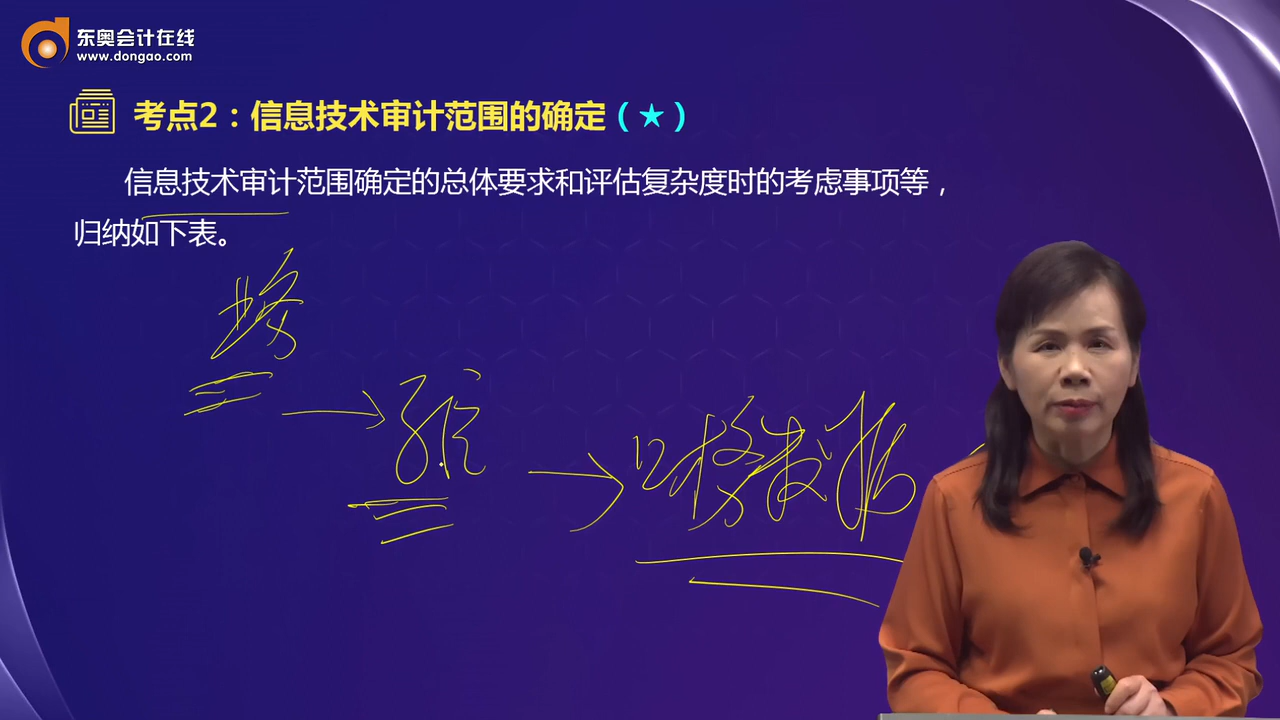 东奥会计在线
www.dongao.com
考点2：信息技术审计范围的确定（★）
信息技术审计范围确定的总体要求和评估复杂度时的考虑事项等，
归纳如下表。